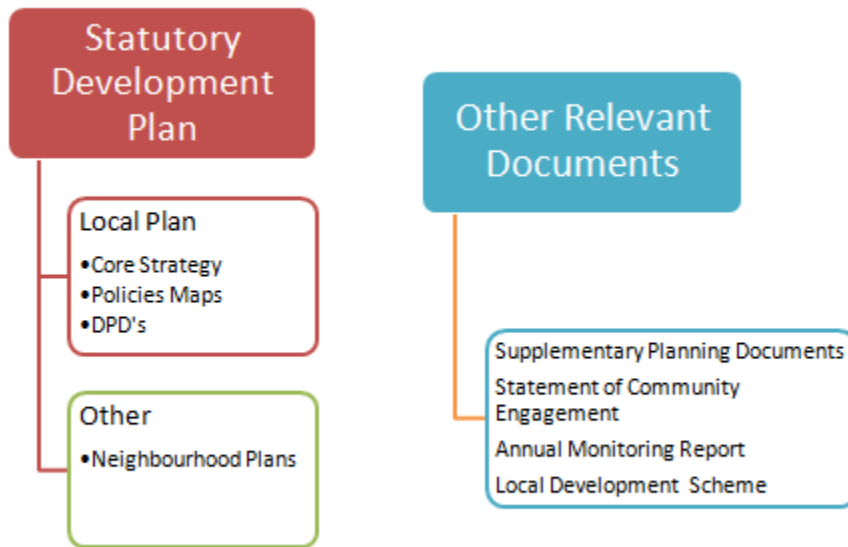 Statutory
Development
Plan
Local Plan
•Core Strategy
•Policies Maps
•DPD's
Other
•Neighbourhood Plans
Other Relevant
Documents
Supplementary Planning Documents
Statement of Community
Engagement
Annual Monitoring Report
Local Development Scheme